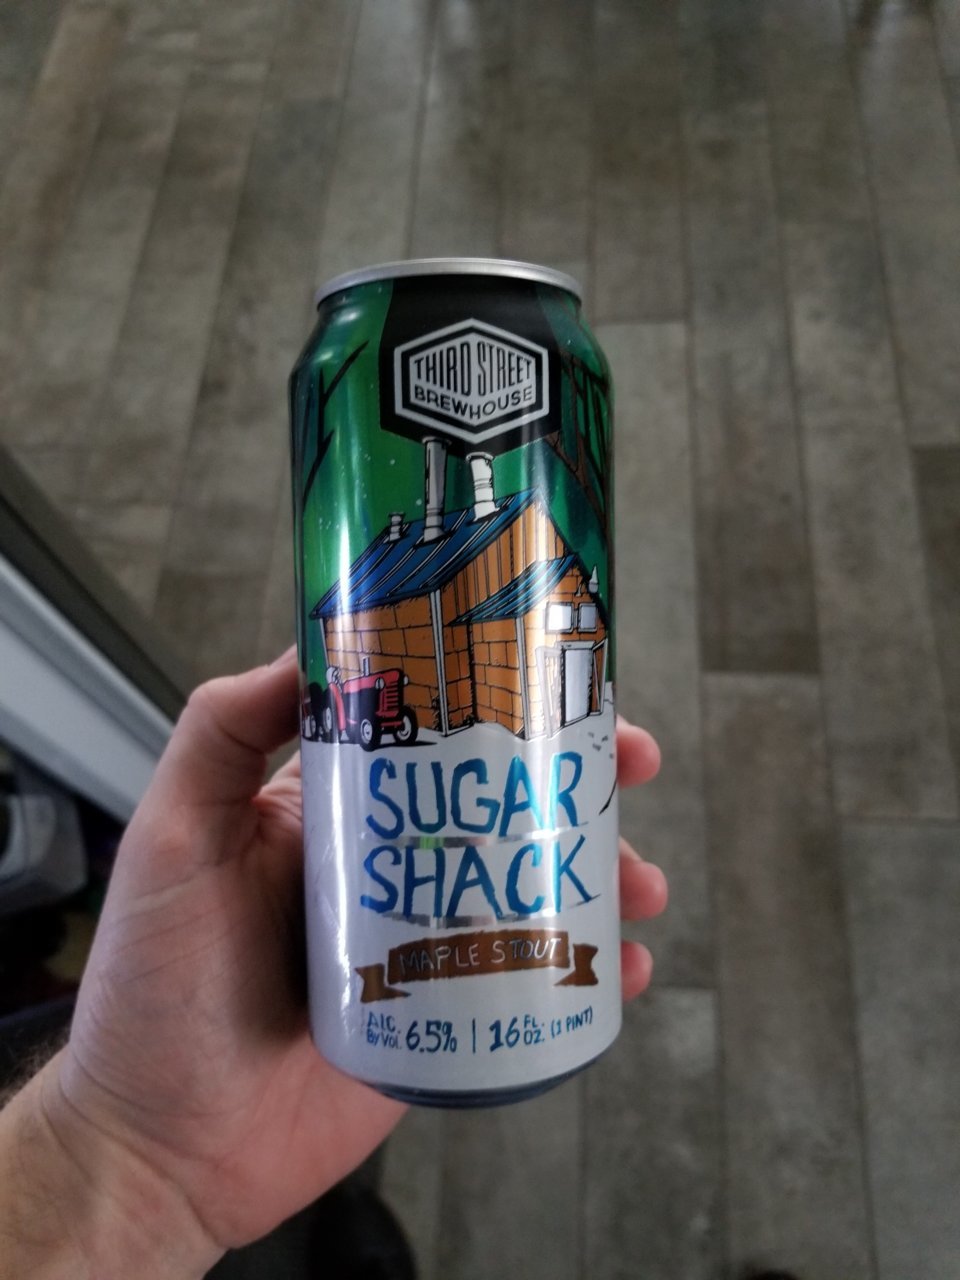 THIRD STREET
BREWHOUSE
SUGAR
SHACK
MAPLE STOUT
ALC. BY VOL. 6.5% | 16 FL. OZ. (1 PINT)